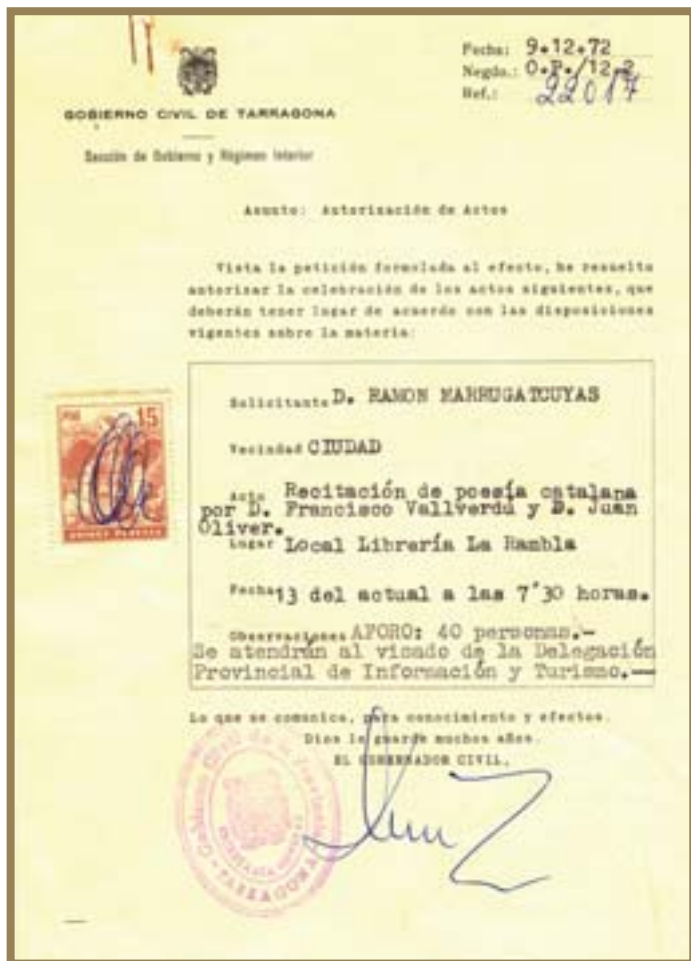 Fecha: 9.12.72
Negdo.: O.P./12.2
Ref.: 22017
GOBIERNO CIVIL DE TARRAGONA
Sección de Gobierno y Régimen Interior
Asunto: Autorización de Actos
Vista la petición formulada al efecto, he resuelto
autorizar la celebración de los actos siguientes, que
deberán tener lugar de acuerdo con las disposiciones
vigentes sobre la materia:
15
QUINCE PESETAS
Solicitante D. RAMON MARRUGATCUYAS
Vecindad CIUDAD
Acto Recitación de poesía catalana
por D. Francisco Vallverdú y D. Juan
Oliver.
Lugar Local Librería La Rambla
Fecha 13 del actual a las 7'30 horas.
Observaciones AFORO: 40 personas.-
Se atendrán al visado de la Delegación
Provincial de Información y Turismo.—
Lo que se comunica, para conocimiento y efectos.
Dios le guarde muchos años.
EL GOBERNADOR CIVIL,
TARRAGONA